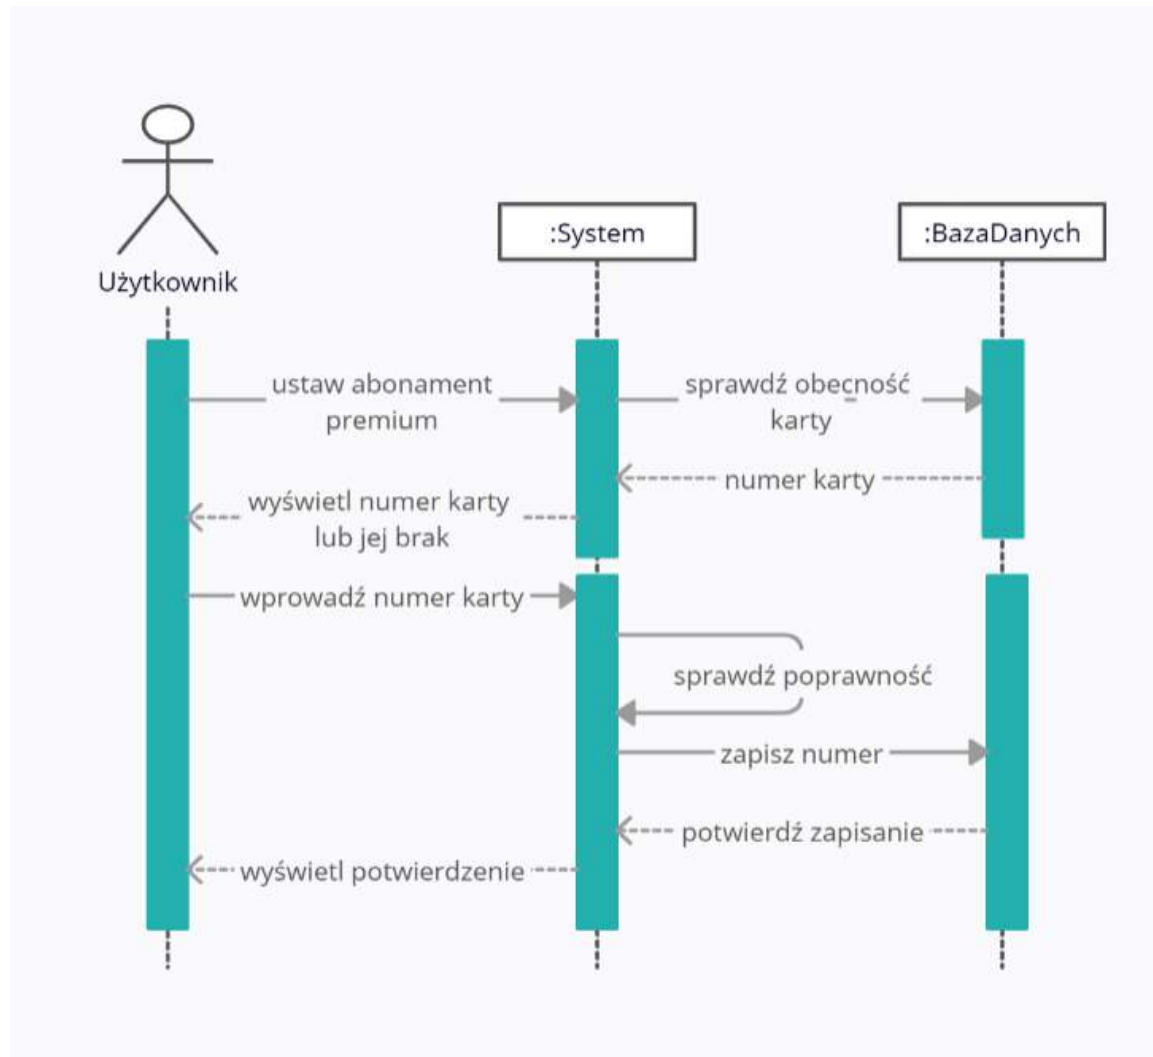 :System
:BazaDanych
Użytkownik
ustaw abonament
premium
sprawdź obecność
karty
numer karty
wyświetl numer karty
lub jej brak
wprowadź numer karty
sprawdź poprawność
zapisz numer
potwierdź zapisanie
wyświetl potwierdzenie